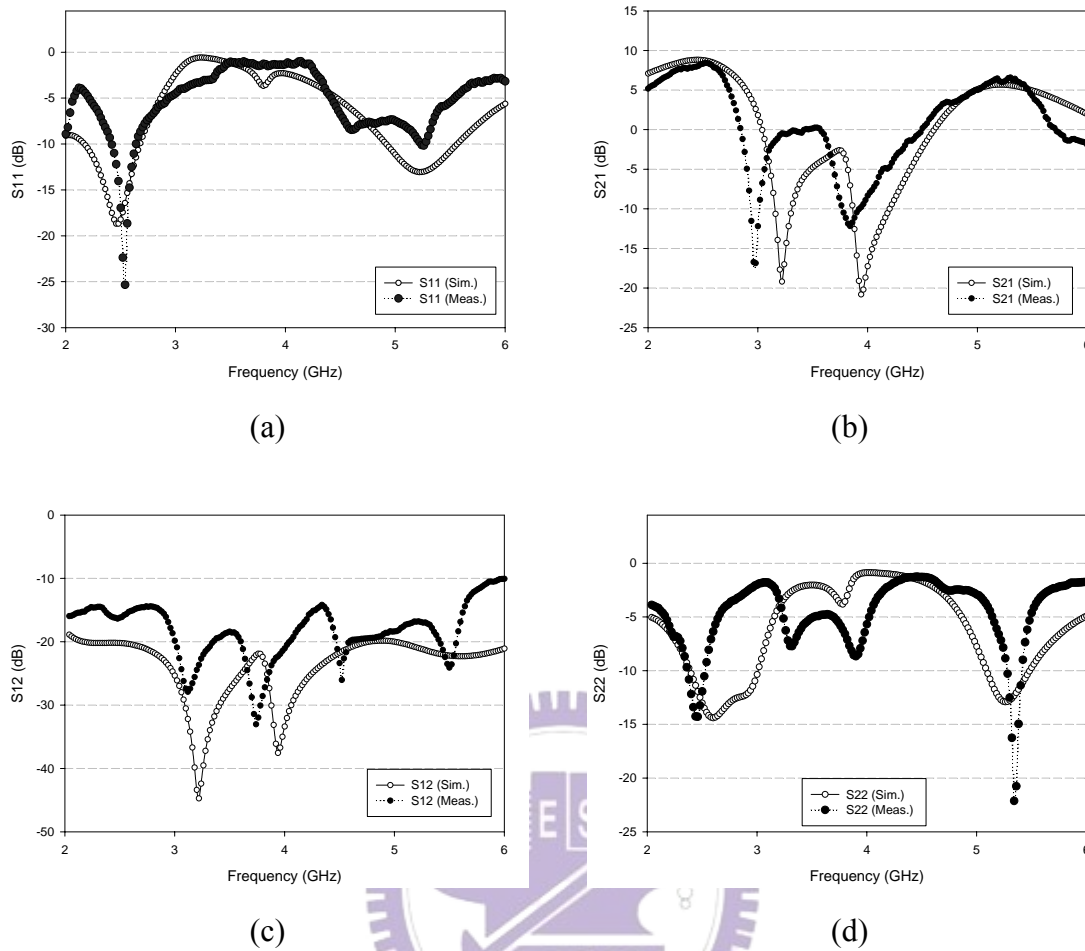 5
0
-5
-10
-15
-20
-25
-30
S11 (dB)
S11 (Sim.)
S11 (Meas.)
2 3 4 5 6
Frequency (GHz)
(a)
15
10
5
0
-5
-10
-15
-20
-25
S21 (dB)
S21 (Sim.)
S21 (Meas.)
2 3 4 5 6
Frequency (GHz)
(b)
0
-10
-20
-30
-40
-50
S12 (dB)
S12 (Sim.)
S12 (Meas.)
2 3 4 5 6
Frequency (GHz)
(c)
0
-5
-10
-15
-20
-25
S22 (dB)
S22 (Sim.)
S22 (Meas.)
2 3 4 5 6
Frequency (GHz)
(d)
E S